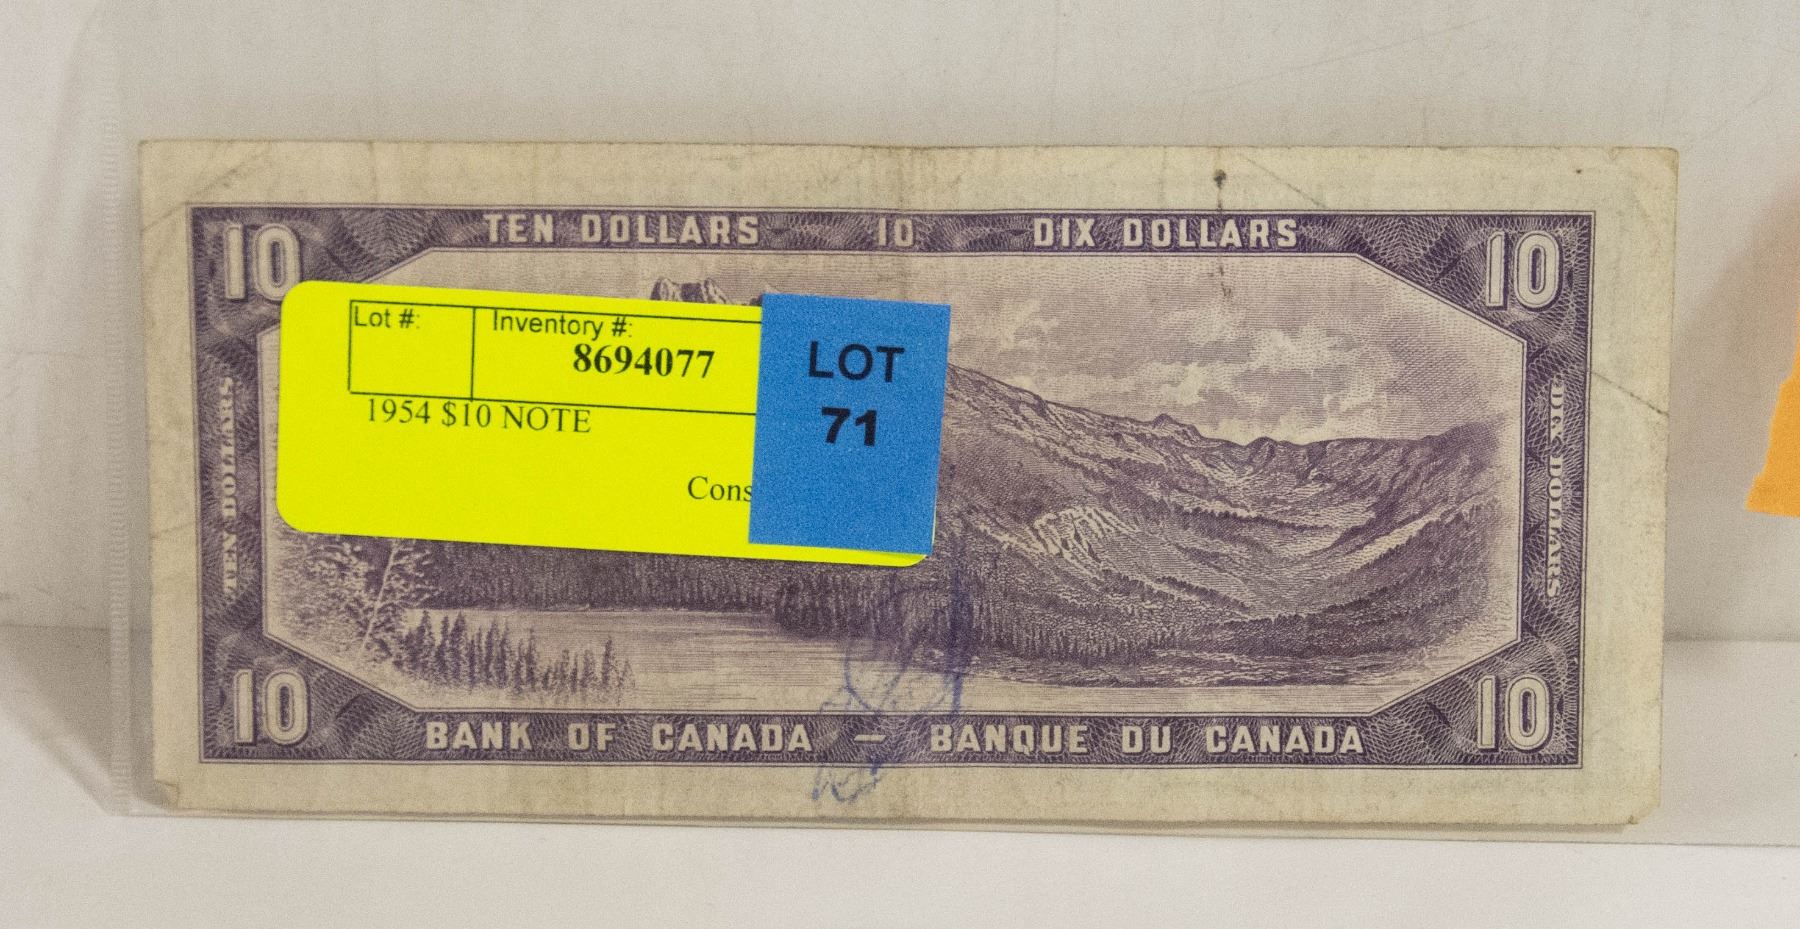 TEN DOLLARS 10 DIX DOLLARS
10
10
Lot #: Inventory #:
8694077
1954 $10 NOTE
Cons
LOT
71
TEN DOLLARS
DIX DOLLARS
10
10
BANK OF CANADA — BANQUE DU CANADA